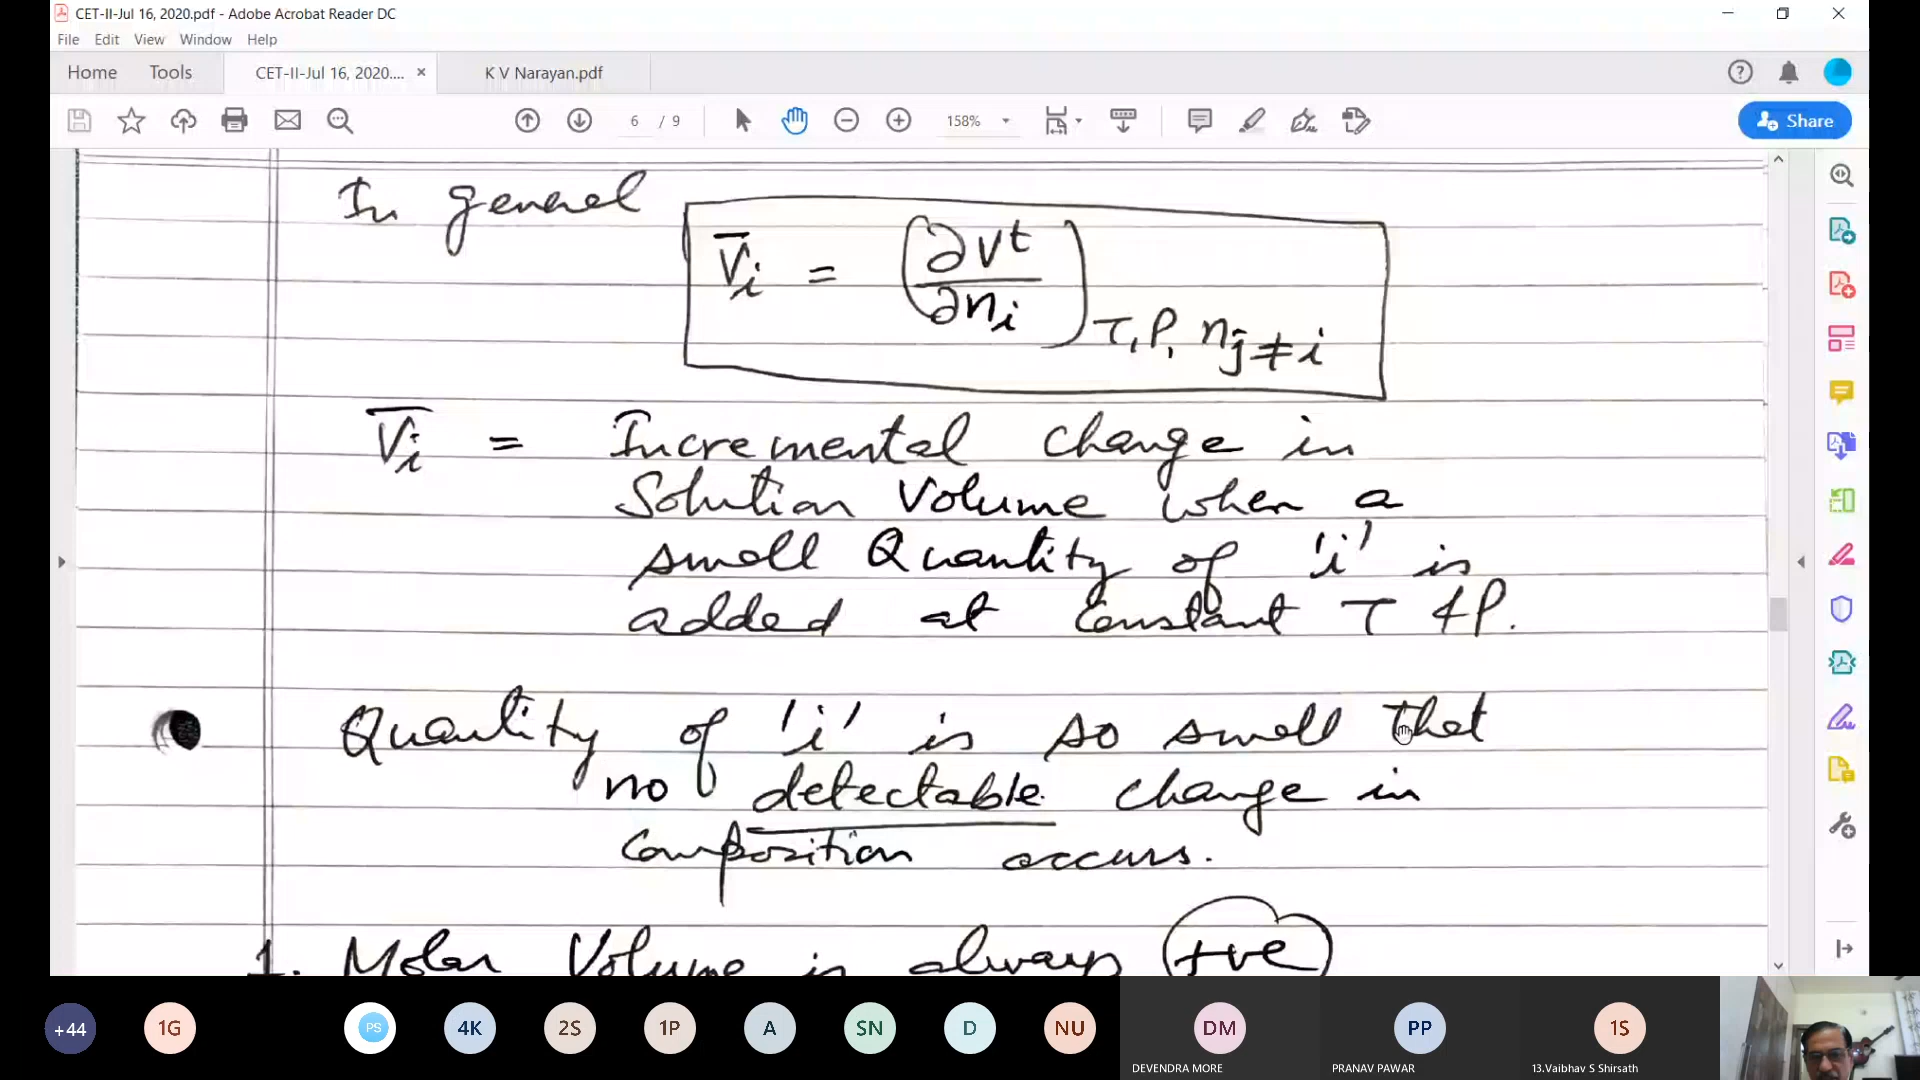 CET-II-Jul 16, 2020.pdf - Adobe Acrobat Reader DC
File Edit View Window Help
Home Tools CET-II-Jul 16, 2020.... × K V Narayan.pdf
6 / 9 158% Share
In general
V̄i = (∂Vᵗ/∂ni)T, P, nj≠i
V̄i = Incremental change in
Solution Volume when a
small Quantity of 'i' is
added at constant T & P.
Quantity of 'i' is so small that
no detectable change in
composition occurs.
1. Molar Volume is always +ve
+44 1G PS 4K 2S 1P A SN D NU DM PP 1S
DEVENDRA MORE PRANAV PAWAR 13.Vaibhav S Shirsath